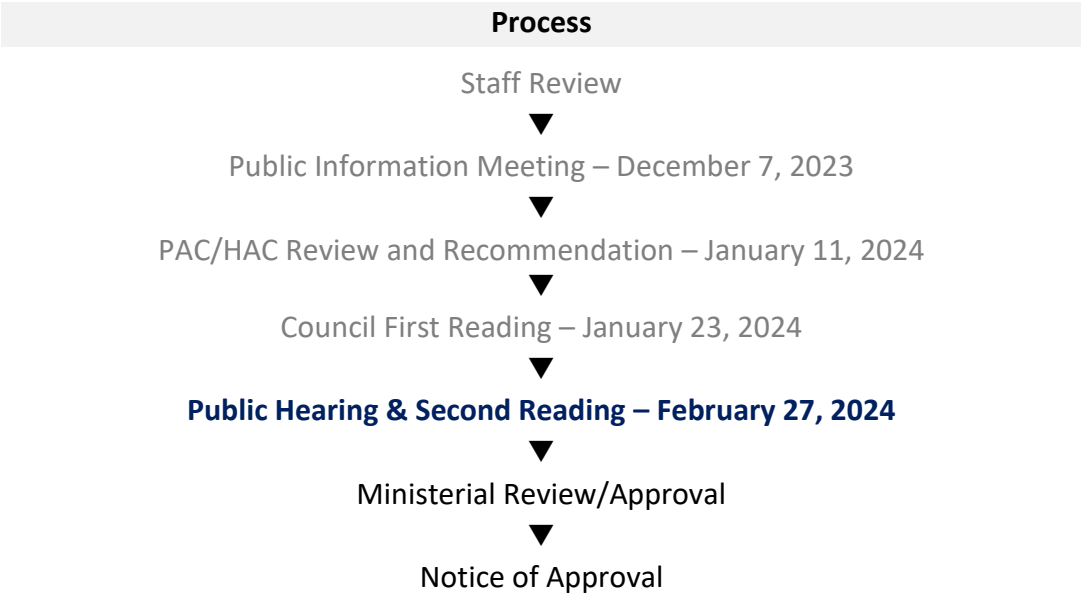 Process
Staff Review
Public Information Meeting – December 7, 2023
PAC/HAC Review and Recommendation – January 11, 2024
Council First Reading – January 23, 2024
Public Hearing & Second Reading – February 27, 2024
Ministerial Review/Approval
Notice of Approval